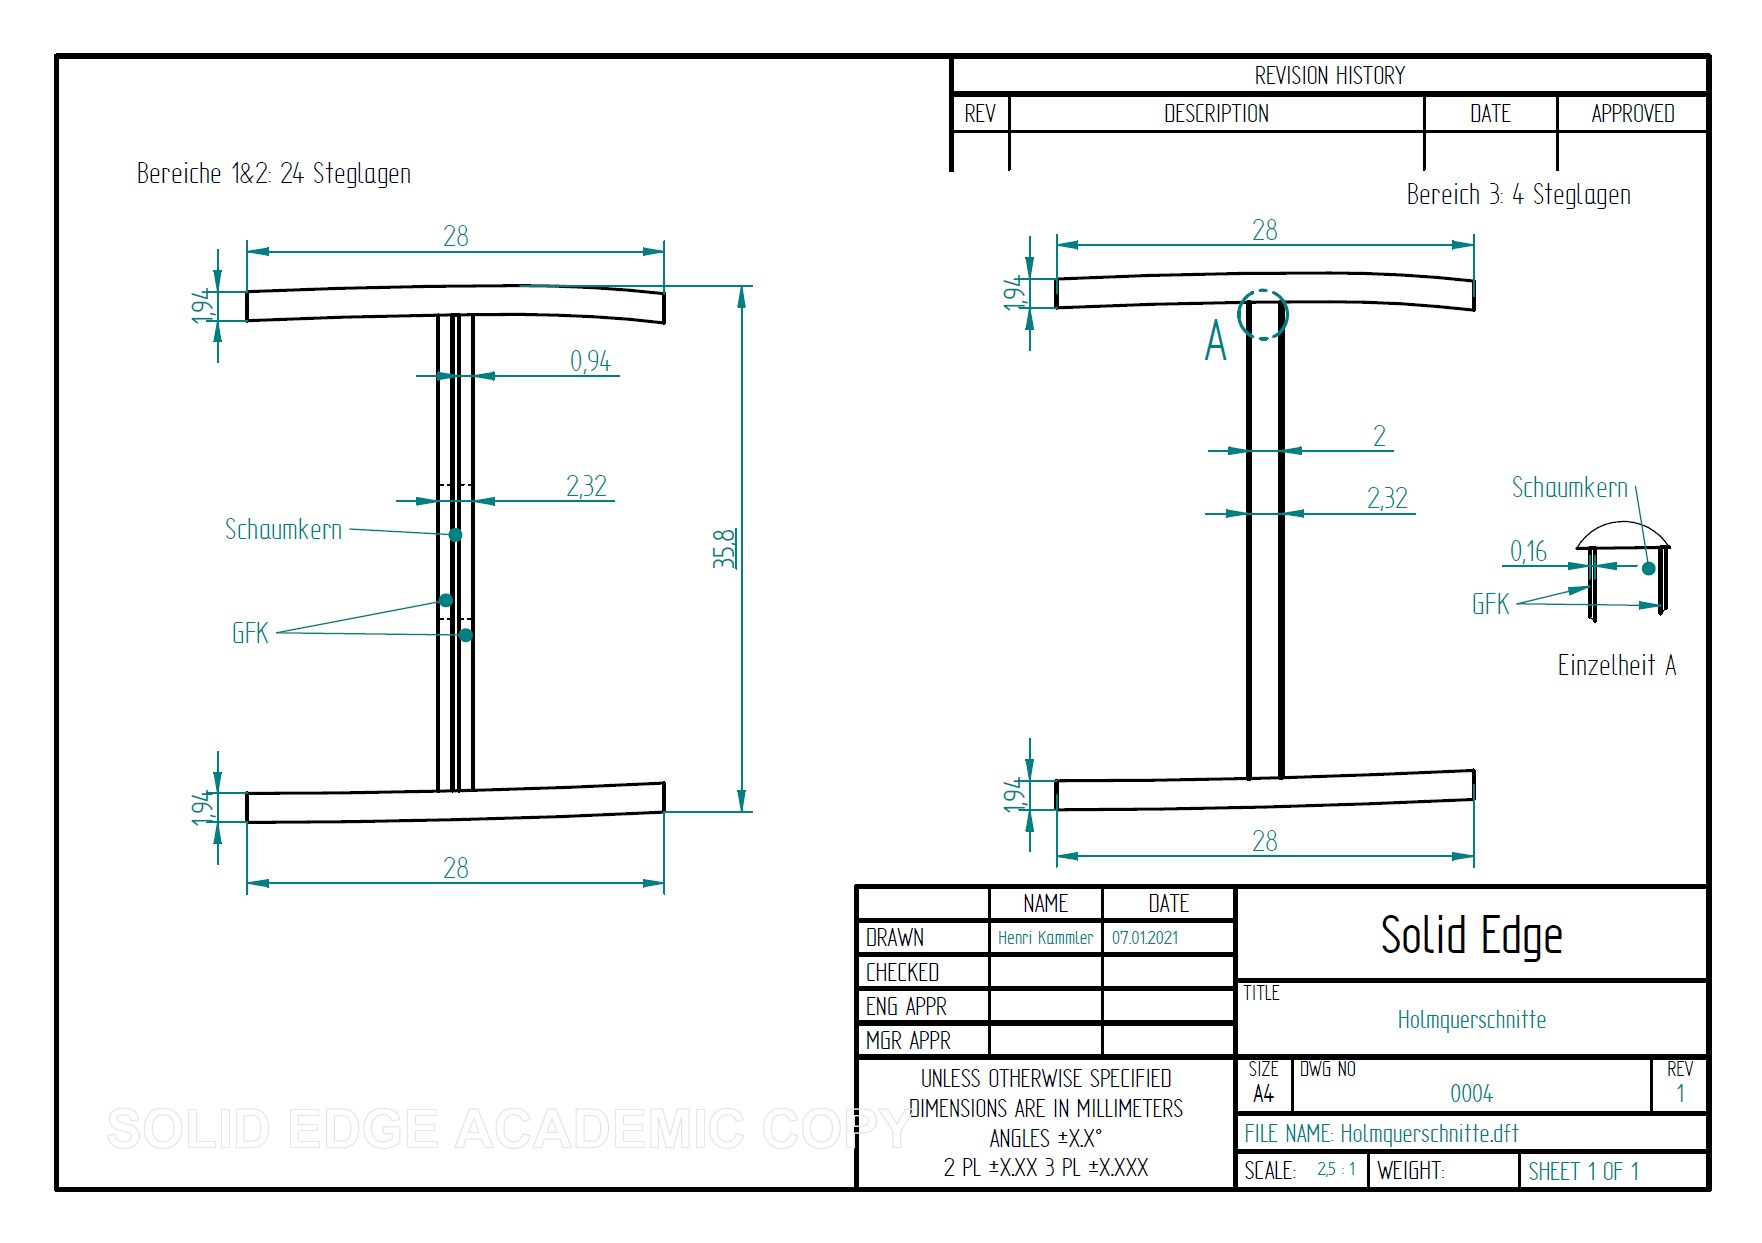 REVISION HISTORY
REV DESCRIPTION DATE APPROVED
Bereiche 1&2: 24 Steglagen
28
1,94
0,94
2,32
Schaumkern
GFK
35,8
1,94
28
Bereich 3: 4 Steglagen
28
1,94
A
2
2,32
Schaumkern
0,16
GFK
Einzelheit A
1,94
28
NAME DATE
DRAWN Henri Kammler 07.01.2021
CHECKED
ENG APPR
MGR APPR
UNLESS OTHERWISE SPECIFIED
DIMENSIONS ARE IN MILLIMETERS
ANGLES ±X.X°
2 PL ±X.XX 3 PL ±X.XXX
Solid Edge
TITLE
Holmquerschnitte
SIZE DWG NO REV
A4 0004 1
FILE NAME: Holmquerschnitte.dft
SCALE: 2,5 : 1 WEIGHT: SHEET 1 OF 1
SOLID EDGE ACADEMIC COPY